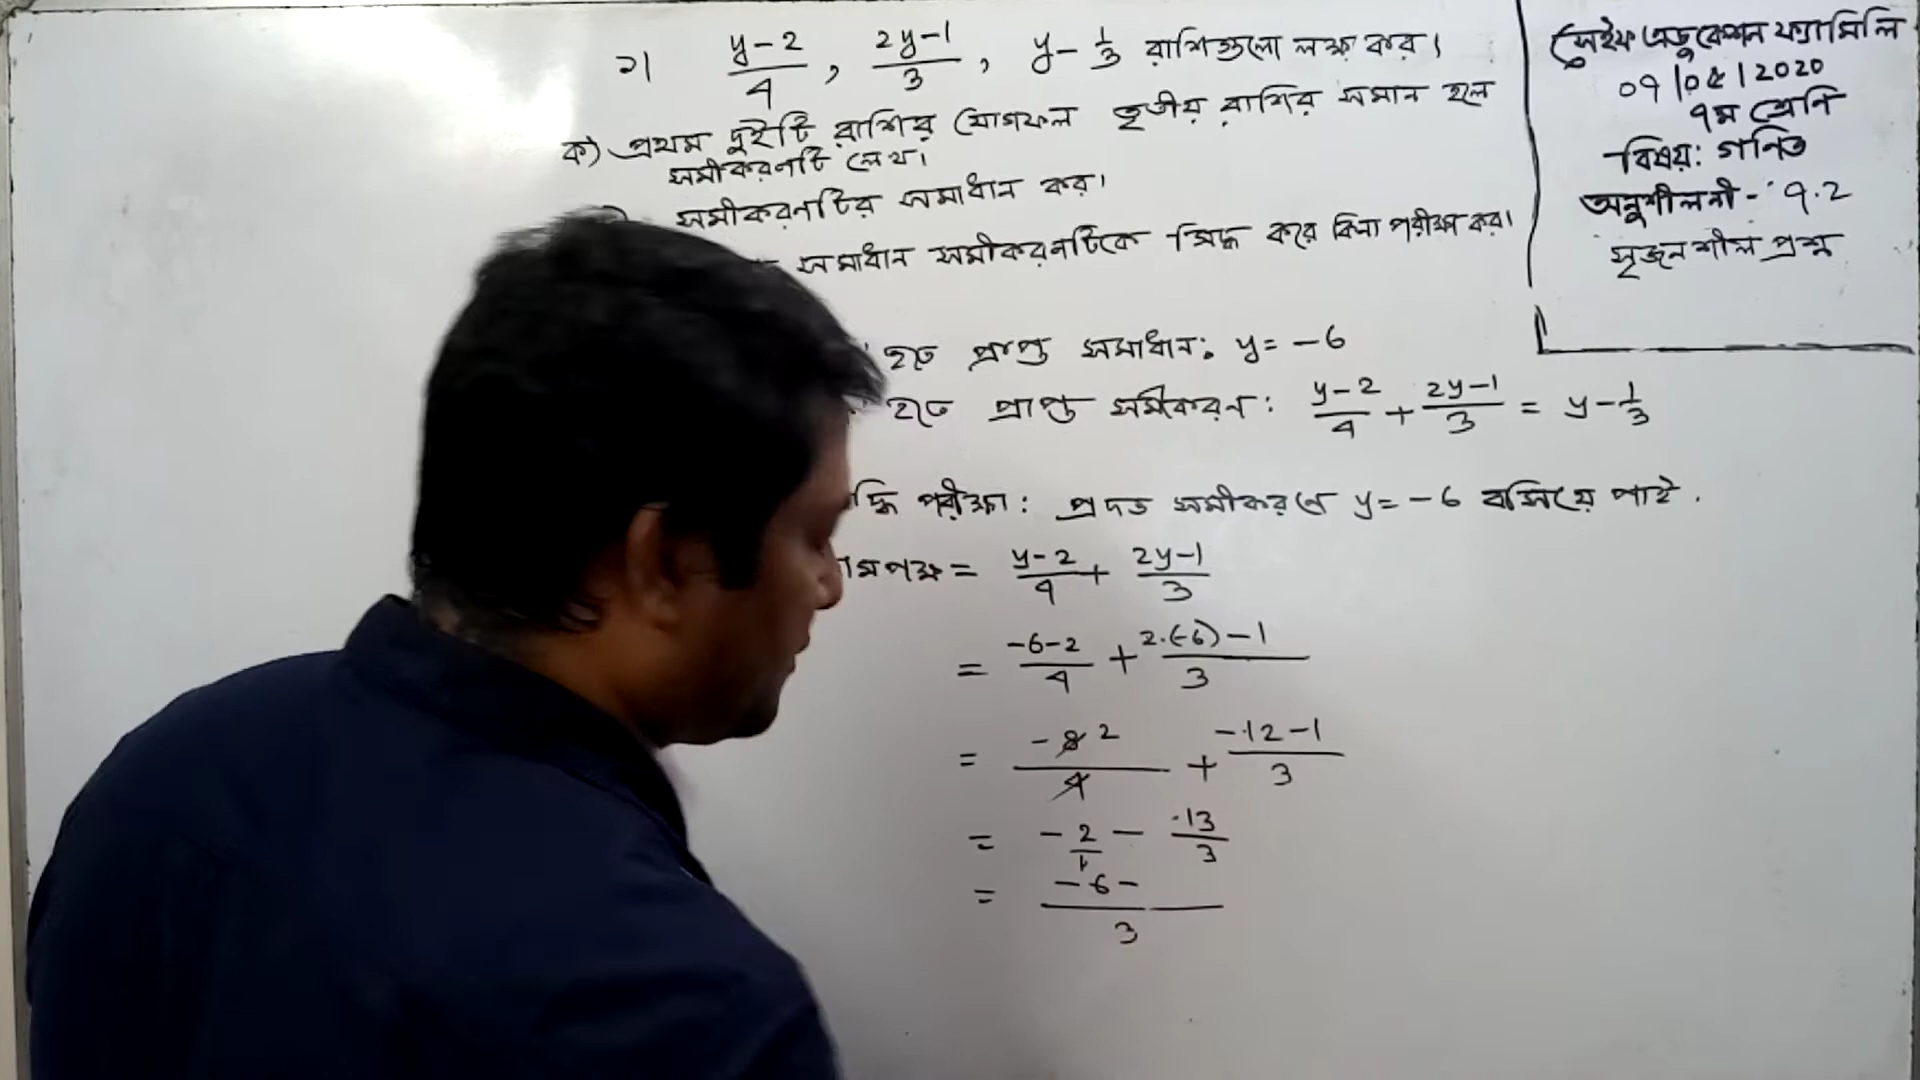 ২। y-2/4 , 2y-1/3 , y- 1/3 রাশিগুলো লক্ষ কর।
ক) প্রথম দুইটি রাশির যোগফল তৃতীয় রাশির সমান হলে
সমীকরণটি লেখ।
সমীকরণটির সমাধান কর।
সমাধান সমীকরণটিকে সিদ্ধ করে কিনা পরীক্ষা কর।
এডুকেশন ফ্যামিলি
০৭/০৫/2020
৭ম শ্রেণি
বিষয়: গণিত
অনুশীলনী - ৭.2
সৃজনশীল প্রশ্ন
হতে প্রাপ্ত সমাধান: y= -6
হতে প্রাপ্ত সমীকরণ: y-2/4 + 2y-1/3 = y - 1/3
দ্ধি পরীক্ষা: প্রদত্ত সমীকরণে y= -6 বসিয়ে পাই.
মপক্ষ = y-2/4 + 2y-1/3
= -6-2/4 + 2.(-6)-1/3
= -8 2/4 + -12-1/3
= - 2/1 - 13/3
= -6-/3